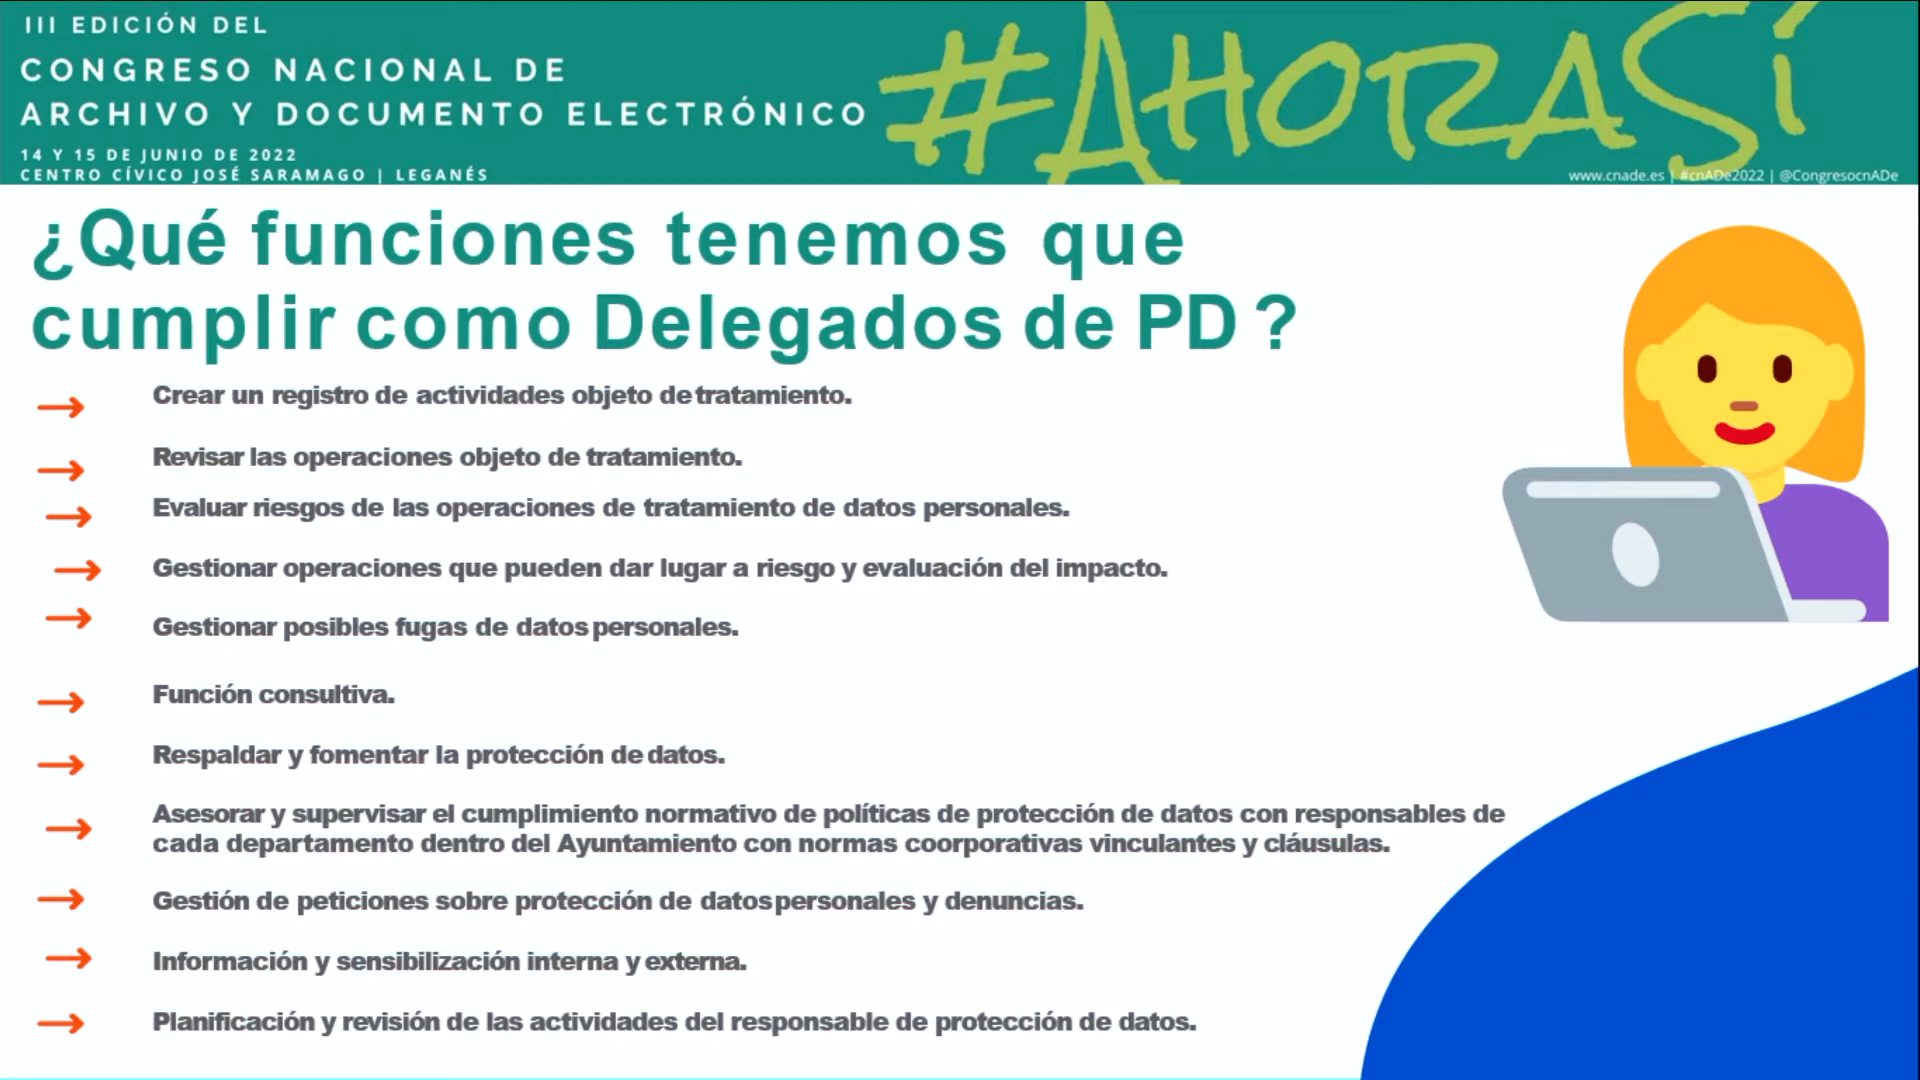 III EDICIÓN DEL
CONGRESO NACIONAL DE
ARCHIVO Y DOCUMENTO ELECTRÓNICO
14 Y 15 DE JUNIO DE 2022
CENTRO CÍVICO JOSÉ SARAMAGO | LEGANÉS
#AHORASÍ
www.cnade.es | #cnADe2022 | @CongresocnADe
¿Qué funciones tenemos que
cumplir como Delegados de PD ?
→ Crear un registro de actividades objeto de tratamiento.
→ Revisar las operaciones objeto de tratamiento.
→ Evaluar riesgos de las operaciones de tratamiento de datos personales.
→ Gestionar operaciones que pueden dar lugar a riesgo y evaluación del impacto.
→ Gestionar posibles fugas de datos personales.
→ Función consultiva.
→ Respaldar y fomentar la protección de datos.
→ Asesorar y supervisar el cumplimiento normativo de políticas de protección de datos con responsables de
cada departamento dentro del Ayuntamiento con normas coorporativas vinculantes y cláusulas.
→ Gestión de peticiones sobre protección de datos personales y denuncias.
→ Información y sensibilización interna y externa.
→ Planificación y revisión de las actividades del responsable de protección de datos.